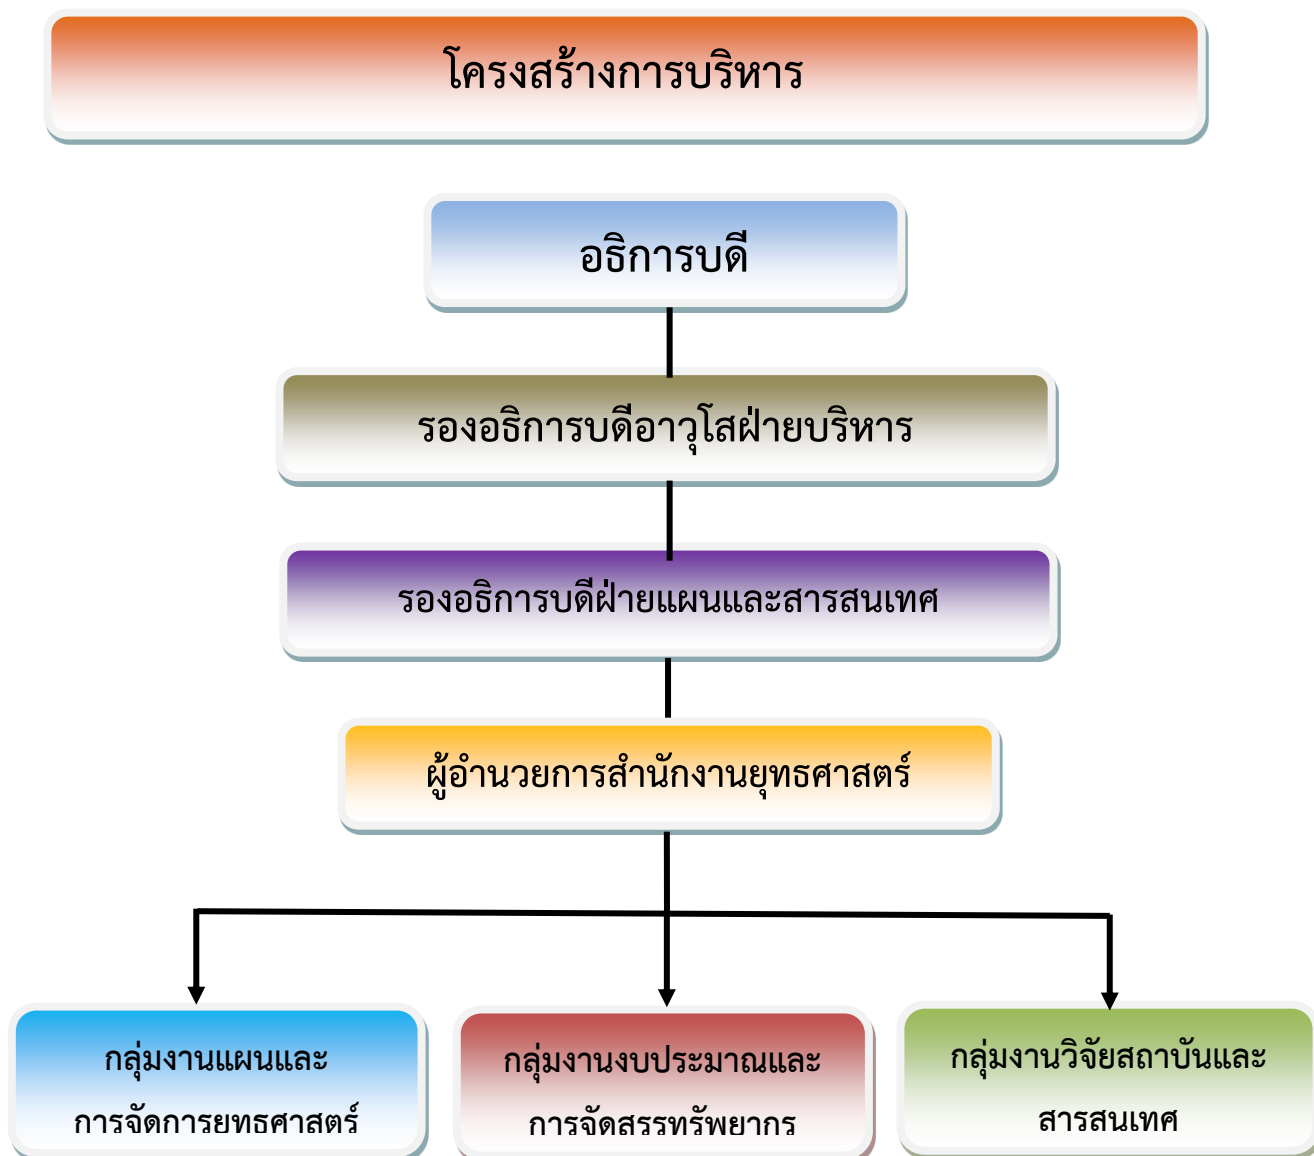 โครงสร้างการบริหาร
อธิการบดี
รองอธิการบดีอาวุโสฝ่ายบริหาร
รองอธิการบดีฝ่ายแผนและสารสนเทศ
ผู้อำนวยการสำนักงานยุทธศาสตร์
กลุ่มงานแผนและ
การจัดการยุทธศาสตร์
กลุ่มงานงบประมาณและ
การจัดสรรทรัพยากร
กลุ่มงานวิจัยสถาบันและ
สารสนเทศ